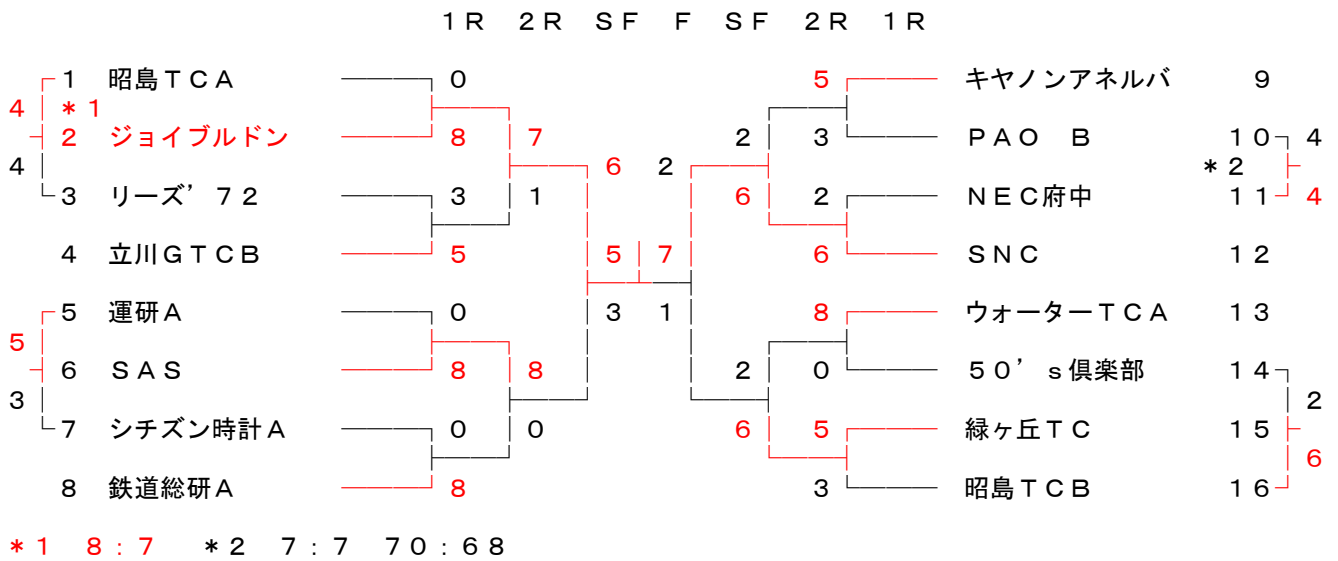 １Ｒ ２Ｒ ＳＦ Ｆ ＳＦ ２Ｒ １Ｒ
１ 昭島ＴＣＡ ０ ５ キヤノンアネルバ ９
４ ＊１
２ ジョイブルドン ８ ７ ２ ３ ＰＡＯ Ｂ １０ ４
４ ６ ２ ＊２
３ リーズ’７２ ３ １ ６ ２ ＮＥＣ府中 １１ ４
４ 立川ＧＴＣＢ ５ ５ ７ ６ ＳＮＣ １２
５ 運研Ａ ０ ３ １ ８ ウォーターＴＣＡ １３
５
６ ＳＡＳ ８ ８ ２ ０ ５０’ｓ倶楽部 １４
３ ２
７ シチズン時計Ａ ０ ０ ６ ５ 緑ヶ丘ＴＣ １５
６
８ 鉄道総研Ａ ８ ３ 昭島ＴＣＢ １６
＊１ ８：７ ＊２ ７：７ ７０：６８